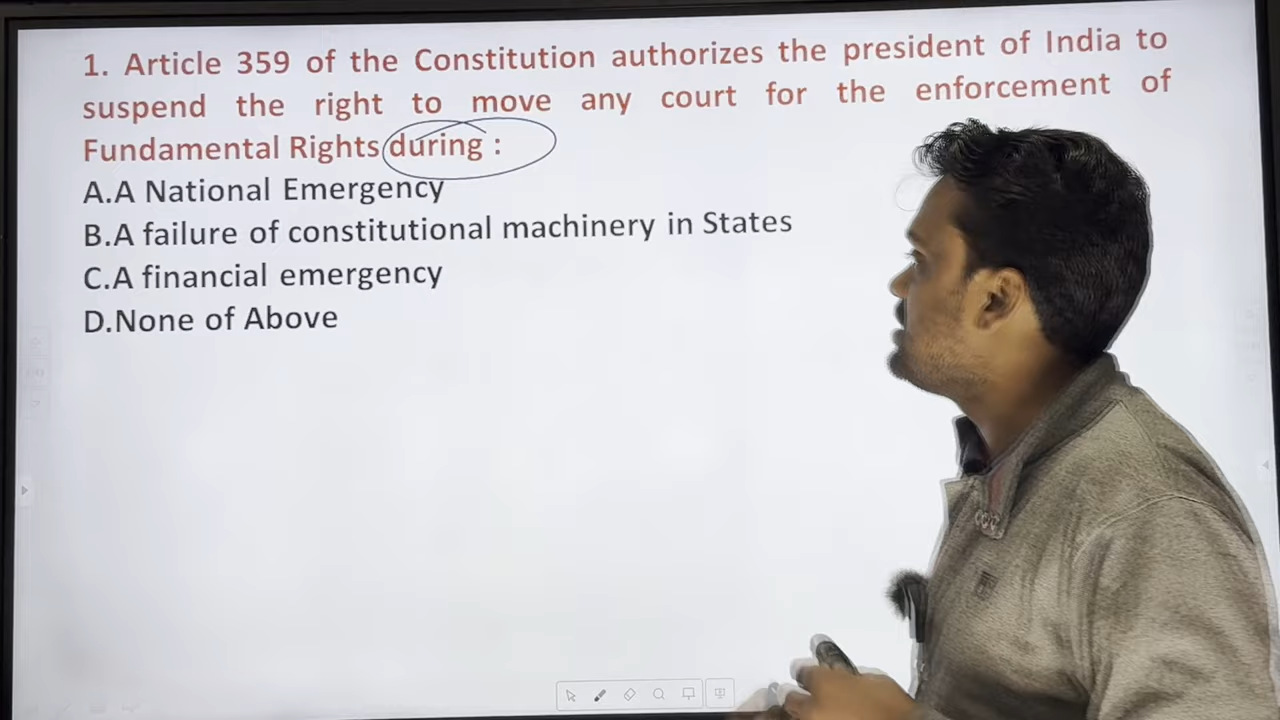 1. Article 359 of the Constitution authorizes the president of India to
suspend the right to move any court for the enforcement of
Fundamental Rights during :
A.A National Emergency
B.A failure of constitutional machinery in States
C.A financial emergency
D.None of Above